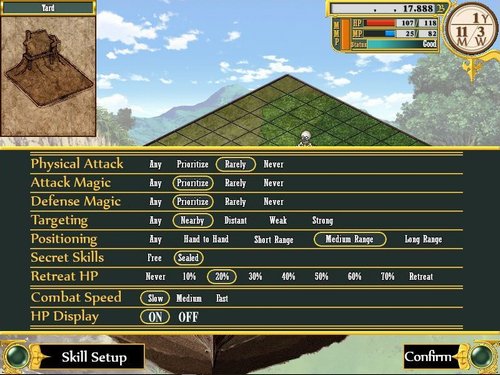 Yard
17,888
HP 107 / 118
MP 25 / 82
Status Good
1 Y
11 3
M W
Physical Attack Any Prioritize Rarely Never
Attack Magic Any Prioritize Rarely Never
Defense Magic Any Prioritize Rarely Never
Targeting Any Nearby Distant Weak Strong
Positioning Any Hand to Hand Short Range Medium Range Long Range
Secret Skills Free Sealed
Retreat HP Never 10% 20% 30% 40% 50% 60% 70% Retreat
Combat Speed Slow Medium Fast
HP Display ON OFF
Skill Setup Confirm